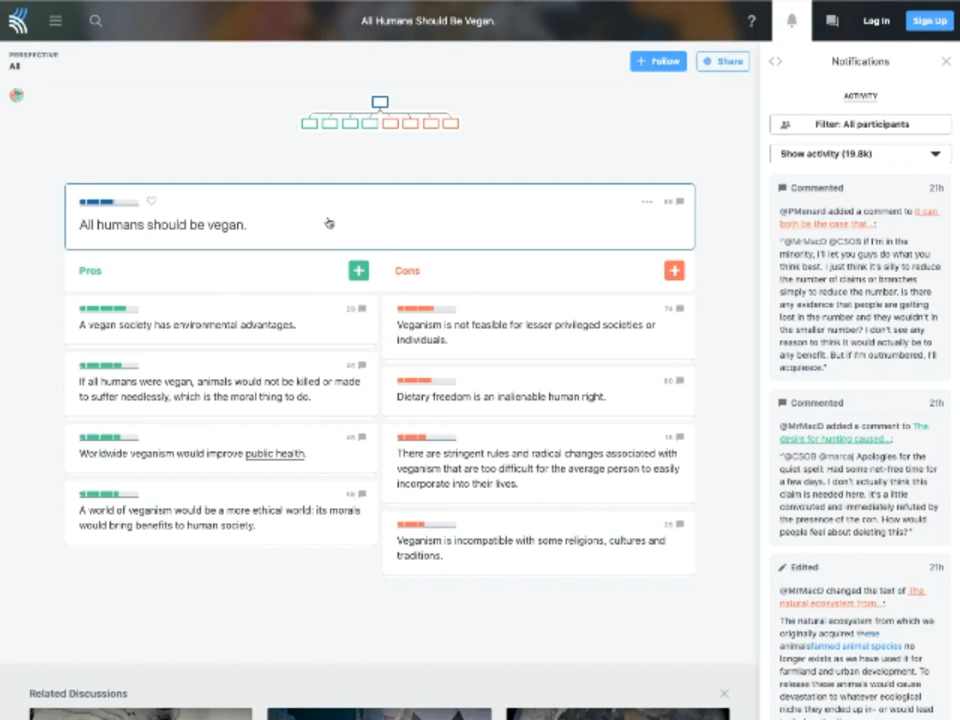 All Humans Should Be Vegan.
?
Log In
Sign Up
PERSPECTIVE
All
+ Follow
Share
All humans should be vegan.
Pros
+
A vegan society has environmental advantages.
If all humans were vegan, animals would not be killed or made
to suffer needlessly, which is the moral thing to do.
Worldwide veganism would improve public health.
A world of veganism would be a more ethical world: its morals
would bring benefits to human society.
Cons
+
Veganism is not feasible for lesser privileged societies or
individuals.
Dietary freedom is an inalienable human right.
There are stringent rules and radical changes associated with
veganism that are too difficult for the average person to easily
incorporate into their lives.
Veganism is incompatible with some religions, cultures and
traditions.
Related Discussions
Notifications
ACTIVITY
Filter: All participants
Show activity (19.8k)
Commented 21h
@PMenard added a comment to It can
both be the case that...:
"@MrMacD @CSOB if I'm in the
minority, I'll let you guys do what you
think best. I just think it's silly to reduce
the number of claims or branches
simply to reduce the number. Is there
any evidence that people are getting
lost in the number and they wouldn't in
the smaller number? I don't see any
reason to think it would actually be to
any benefit. But if I'm outnumbered, I'll
acquiesce."
Commented 21h
@MrMacD added a comment to The
desire for hunting caused...:
"@CSOB @marcaj Apologies for the
quiet spell: Had some net-free time for
a few days. I don't actually think this
claim is needed here. It's a little
convoluted and immediately refuted by
the presence of the con. How would
people feel about deleting this?"
Edited 21h
@MrMacD changed the text of The
natural ecosystem from...:
The natural ecosystem from which we
originally acquired these
animalsfarmed animal species no
longer exists as we have used it for
farmland and urban development. To
release these animals would cause
devastation to whatever ecological
niche they ended up in- or would lead